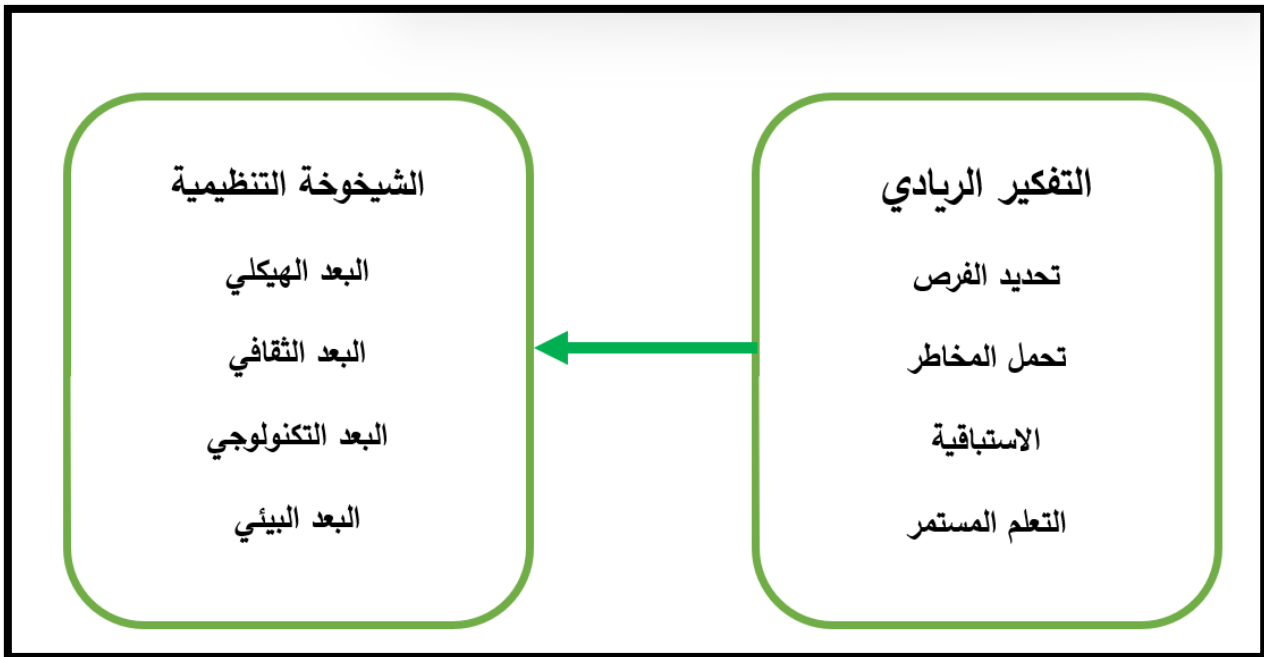 التفكير الريادي
تحديد الفرص
تحمل المخاطر
الاستباقية
التعلم المستمر
الشيخوخة التنظيمية
البعد الهيكلي
البعد الثقافي
البعد التكنولوجي
البعد البيئي